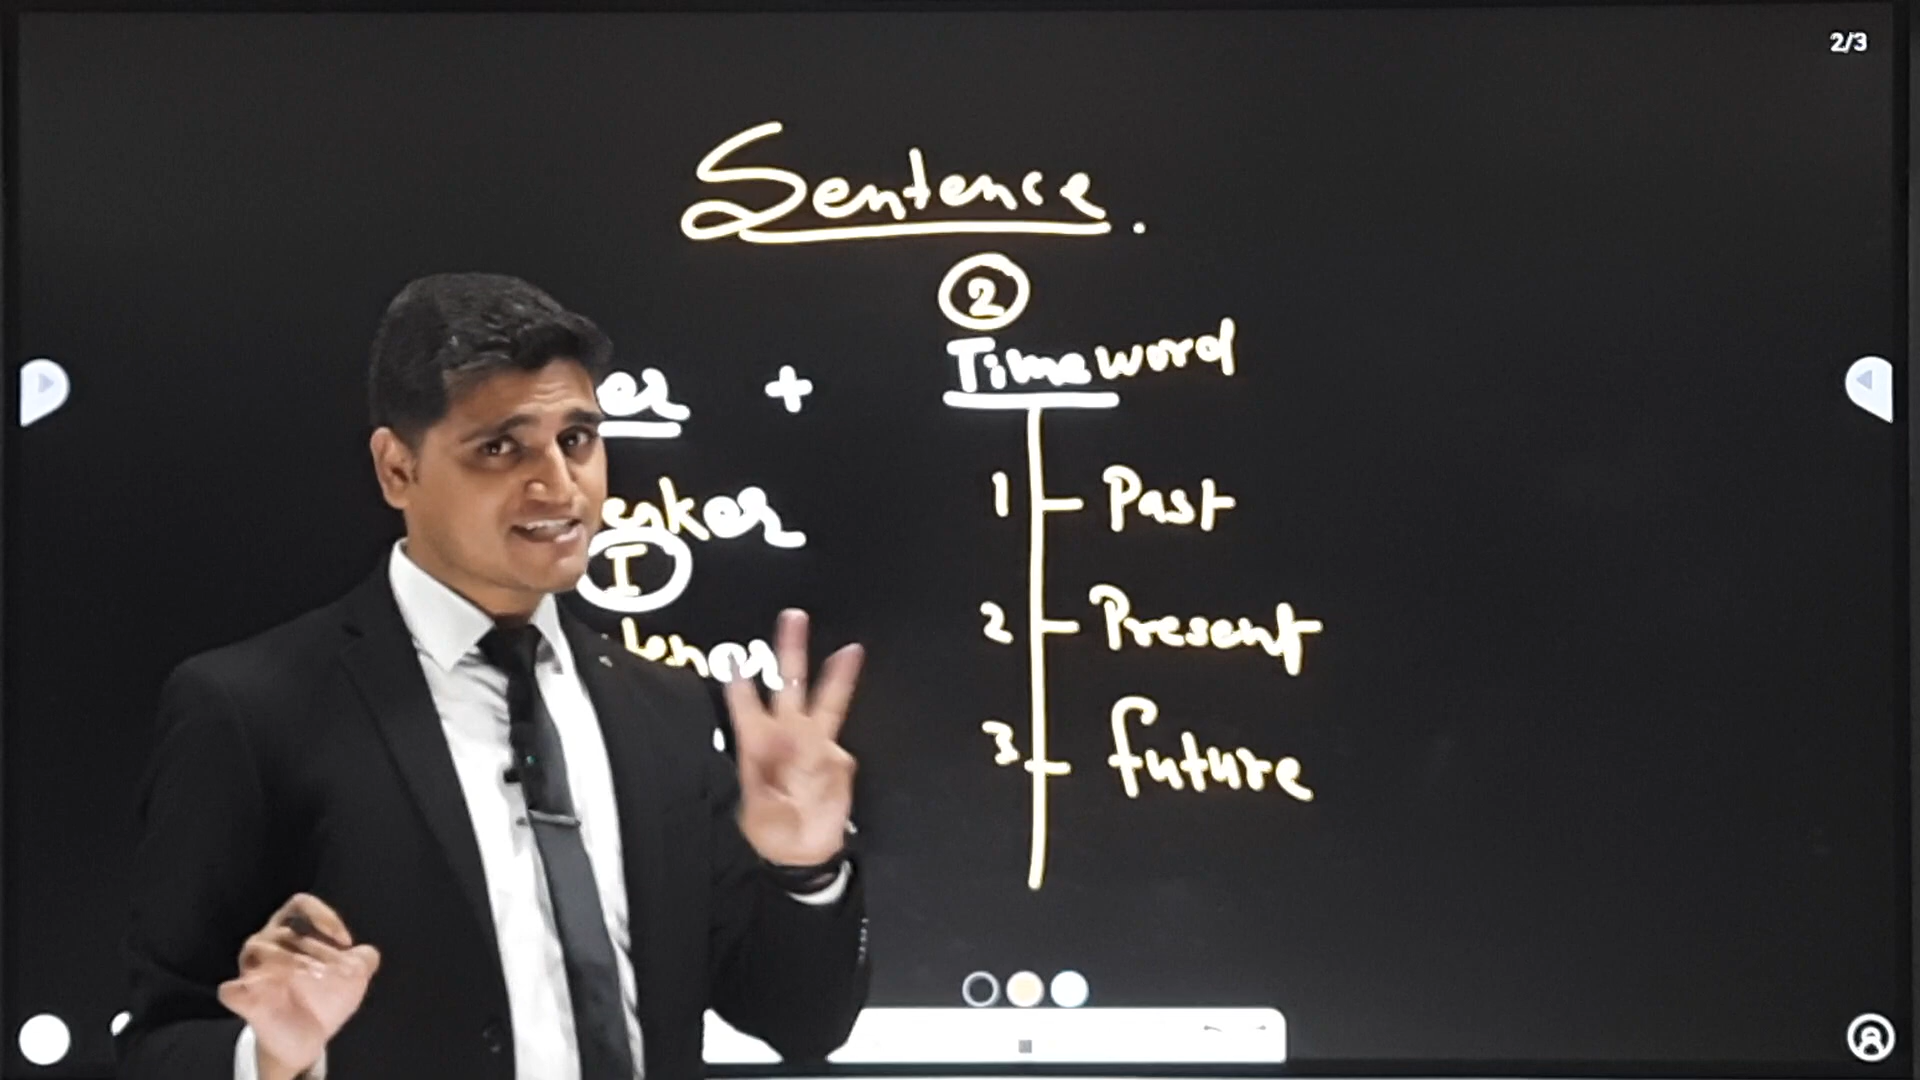 2/3
Sentence.
2
+ Timeword
1 Past
I
2 Present
3 future